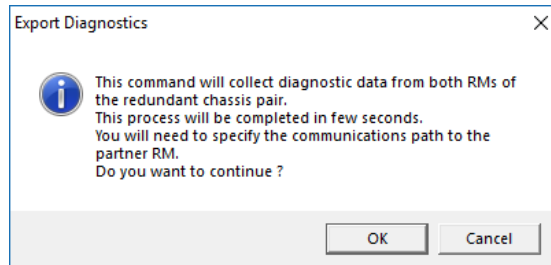 Export Diagnostics
This command will collect diagnostic data from both RMs of
the redundant chassis pair.
This process will be completed in few seconds.
You will need to specify the communications path to the
partner RM.
Do you want to continue ?
OK
Cancel